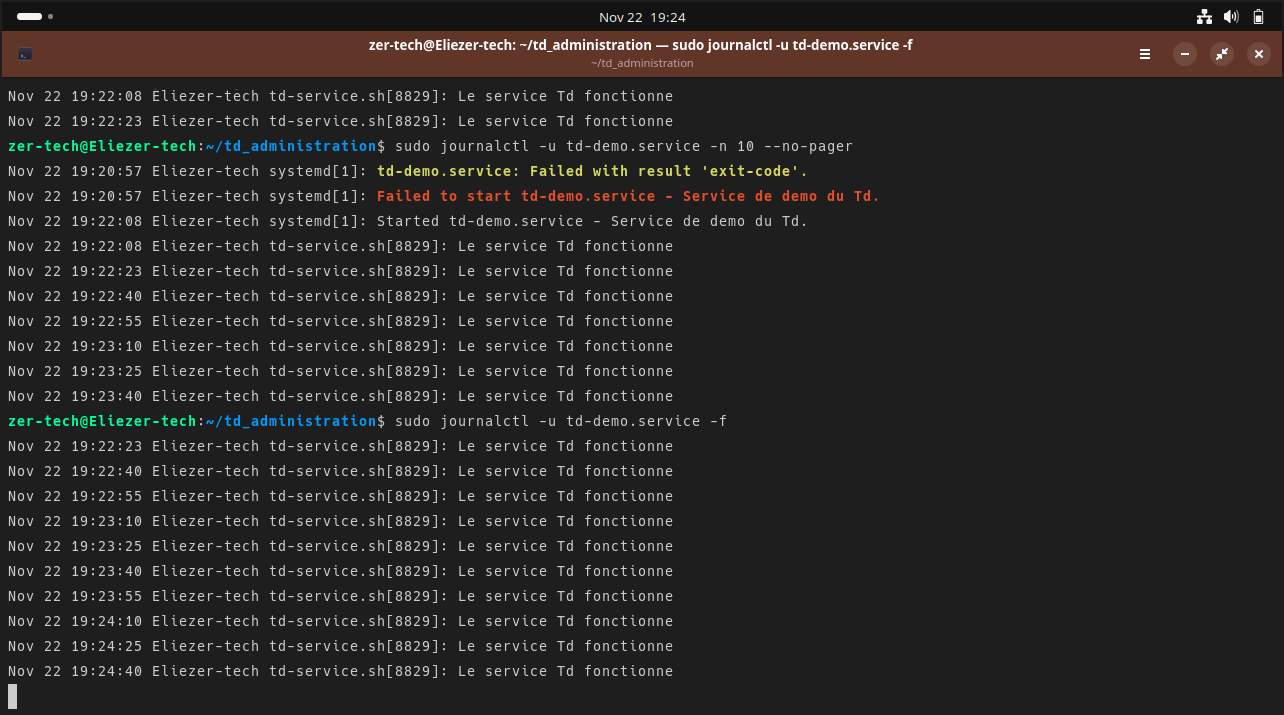 Nov 22 19:24
zer-tech@Eliezer-tech: ~/td_administration — sudo journalctl -u td-demo.service -f
~/td_administration
Nov 22 19:22:08 Eliezer-tech td-service.sh[8829]: Le service Td fonctionne
Nov 22 19:22:23 Eliezer-tech td-service.sh[8829]: Le service Td fonctionne
zer-tech@Eliezer-tech:~/td_administration$ sudo journalctl -u td-demo.service -n 10 --no-pager
Nov 22 19:20:57 Eliezer-tech systemd[1]: td-demo.service: Failed with result 'exit-code'.
Nov 22 19:20:57 Eliezer-tech systemd[1]: Failed to start td-demo.service - Service de demo du Td.
Nov 22 19:22:08 Eliezer-tech systemd[1]: Started td-demo.service - Service de demo du Td.
Nov 22 19:22:08 Eliezer-tech td-service.sh[8829]: Le service Td fonctionne
Nov 22 19:22:23 Eliezer-tech td-service.sh[8829]: Le service Td fonctionne
Nov 22 19:22:40 Eliezer-tech td-service.sh[8829]: Le service Td fonctionne
Nov 22 19:22:55 Eliezer-tech td-service.sh[8829]: Le service Td fonctionne
Nov 22 19:23:10 Eliezer-tech td-service.sh[8829]: Le service Td fonctionne
Nov 22 19:23:25 Eliezer-tech td-service.sh[8829]: Le service Td fonctionne
Nov 22 19:23:40 Eliezer-tech td-service.sh[8829]: Le service Td fonctionne
zer-tech@Eliezer-tech:~/td_administration$ sudo journalctl -u td-demo.service -f
Nov 22 19:22:23 Eliezer-tech td-service.sh[8829]: Le service Td fonctionne
Nov 22 19:22:40 Eliezer-tech td-service.sh[8829]: Le service Td fonctionne
Nov 22 19:22:55 Eliezer-tech td-service.sh[8829]: Le service Td fonctionne
Nov 22 19:23:10 Eliezer-tech td-service.sh[8829]: Le service Td fonctionne
Nov 22 19:23:25 Eliezer-tech td-service.sh[8829]: Le service Td fonctionne
Nov 22 19:23:40 Eliezer-tech td-service.sh[8829]: Le service Td fonctionne
Nov 22 19:23:55 Eliezer-tech td-service.sh[8829]: Le service Td fonctionne
Nov 22 19:24:10 Eliezer-tech td-service.sh[8829]: Le service Td fonctionne
Nov 22 19:24:25 Eliezer-tech td-service.sh[8829]: Le service Td fonctionne
Nov 22 19:24:40 Eliezer-tech td-service.sh[8829]: Le service Td fonctionne